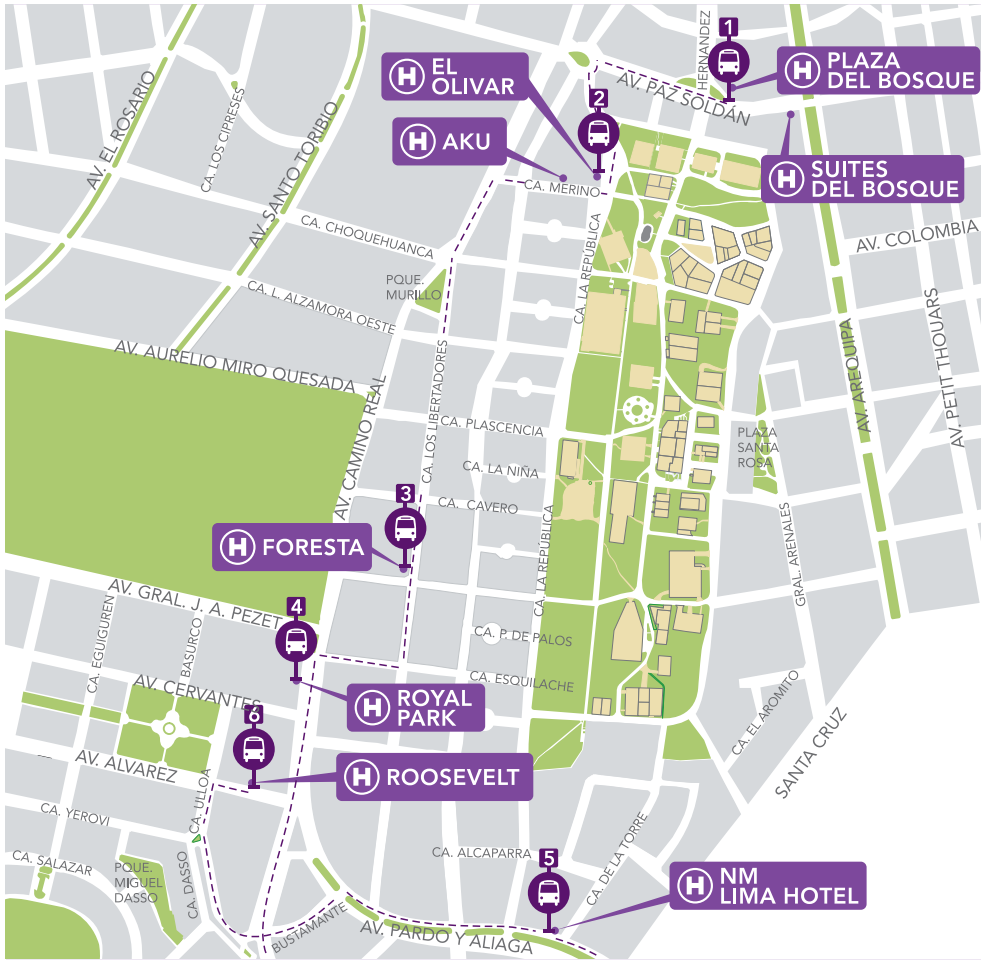 1
HERNANDEZ
H PLAZA
DEL BOSQUE
H EL
OLIVAR
AV. PAZ SOLDÁN
2
H AKU
H SUITES
DEL BOSQUE
CA. MERINO
AV. EL ROSARIO
CA. LOS CIPRESES
AV. SANTO TORIBIO
CA. CHOQUEHUANCA
CA. LA REPÚBLICA
AV. COLOMBIA
PQUE.
MURILLO
CA. L. ALZAMORA OESTE
AV. AURELIO MIRO QUESADA
AV. CAMINO REAL
CA. LOS LIBERTADORES
AV. AREQUIPA
AV. PETIT THOUARS
CA. PLASCENCIA
PLAZA
SANTA
ROSA
CA. LA NIÑA
3
CA. CAVERO
H FORESTA
CA. LA REPÚBLICA
GRAL. ARENALES
AV. GRAL. J. A. PEZET
4
CA. EGUIGUREN
BASURCO
CA. P. DE PALOS
CA. ESQUILACHE
AV. CERVANTES
H ROYAL
PARK
6
CA. EL AROMITO
SANTA CRUZ
AV. ALVAREZ
H ROOSEVELT
CA. ULLOA
CA. YEROVI
CA. DE LA TORRE
CA. ALCAPARRA
5
CA. SALAZAR
PQUE.
MIGUEL
DASSO
CA. DASSO
H NM
LIMA HOTEL
BUSTAMANTE
AV. PARDO Y ALIAGA